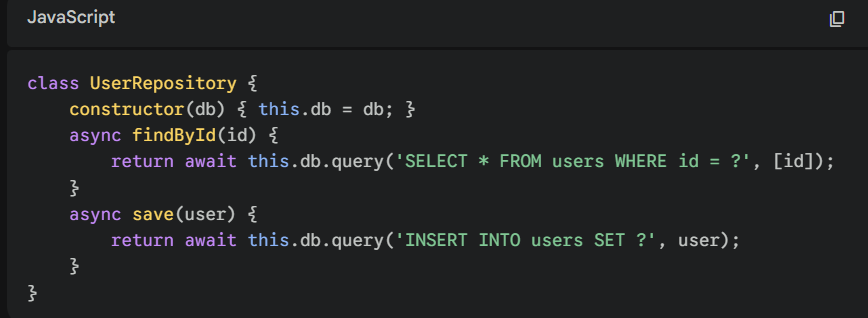 JavaScript
class UserRepository {
    constructor(db) { this.db = db; }
    async findById(id) {
        return await this.db.query('SELECT * FROM users WHERE id = ?', [id]);
    }
    async save(user) {
        return await this.db.query('INSERT INTO users SET ?', user);
    }
}